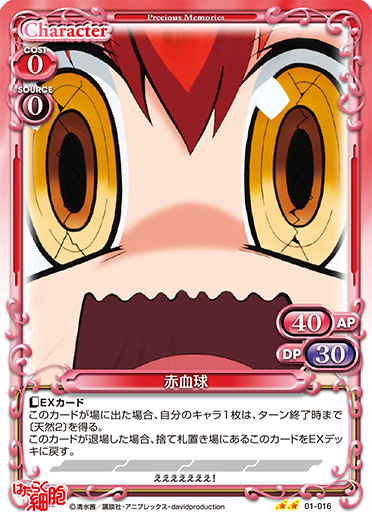 Precious Memories
Character
COST
0
SOURCE
0
40 AP
DP 30
赤血球
EXカード
このカードが場に出た場合、自分のキャラ1枚は、ターン終了時まで
[天然2]を得る。
このカードが退場した場合、捨て札置き場にあるこのカードをEXデッ
キに戻す。
えええええええ!
はたらく細胞
©清水茜/講談社・アニプレックス・davidproduction
01-016